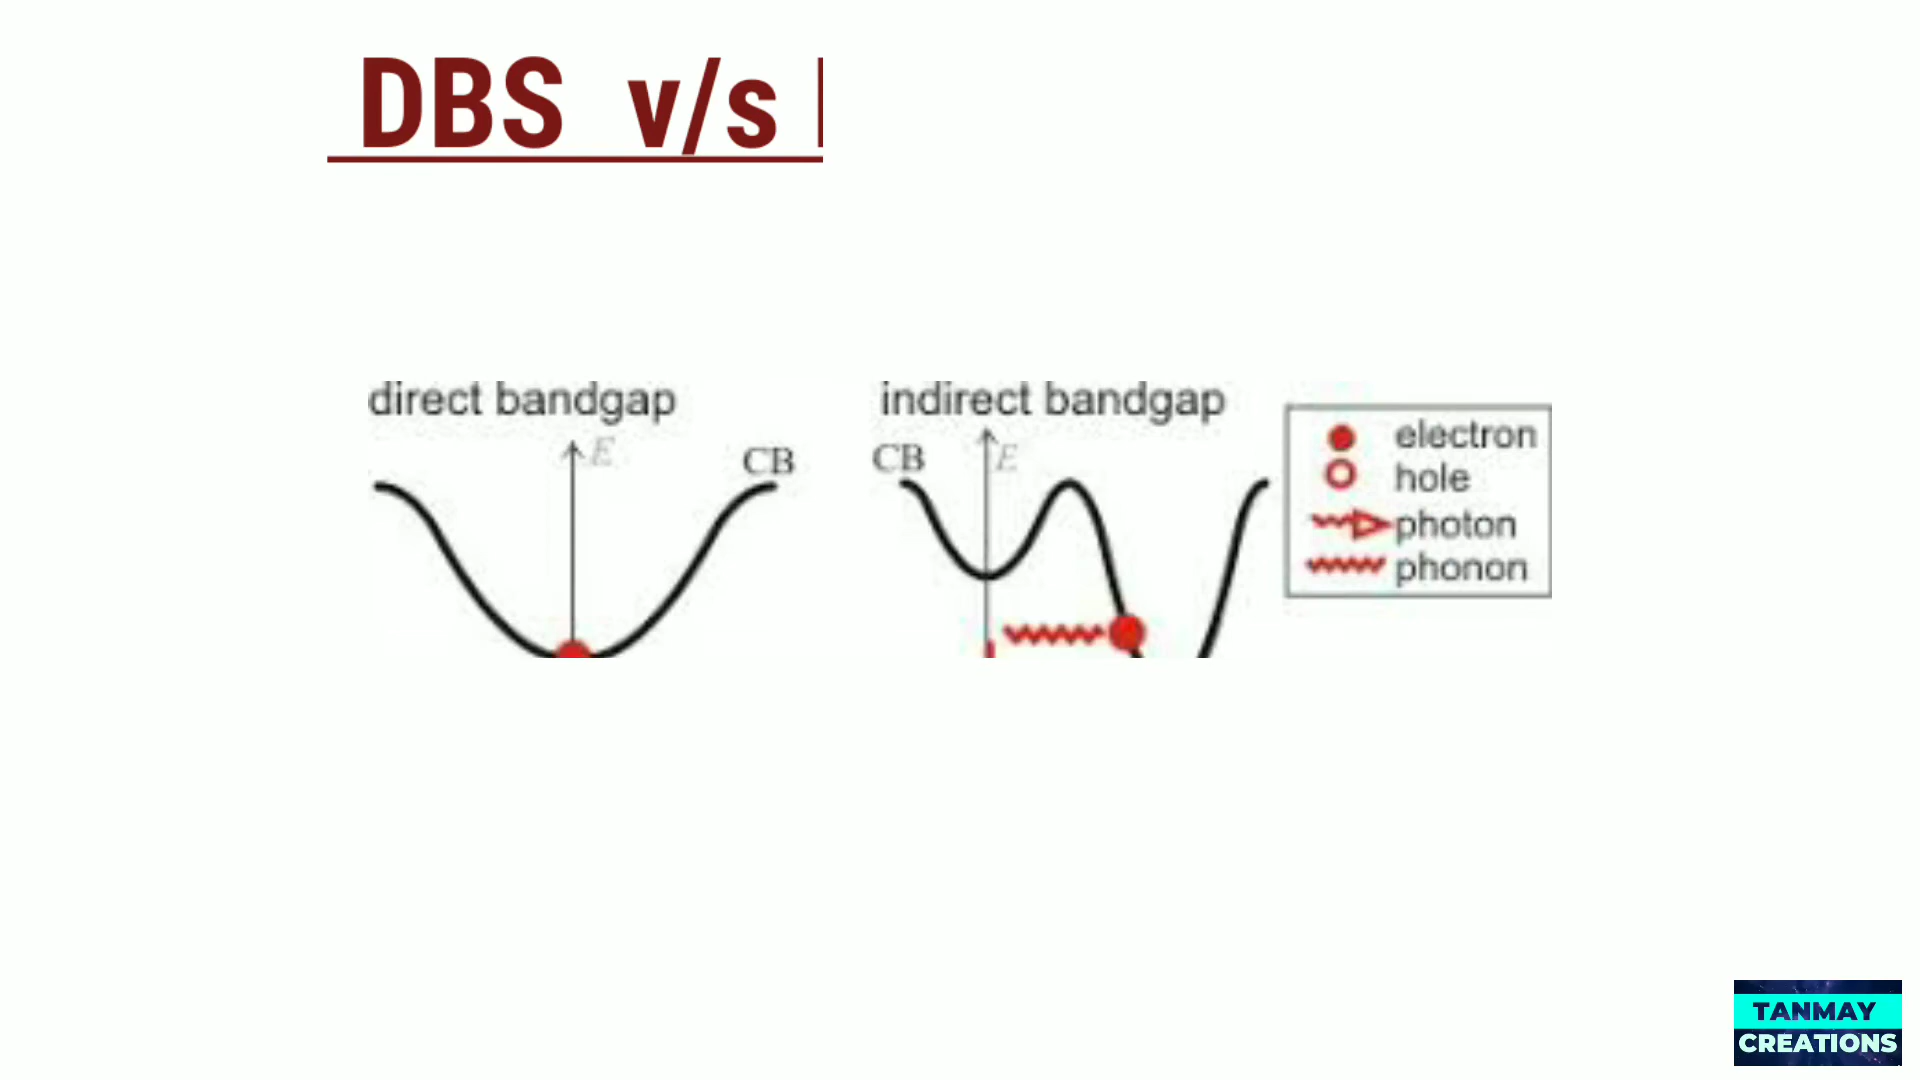 DBS v/s
direct bandgap
E
CB
indirect bandgap
CB
E
electron
hole
photon
phonon
TANMAY
CREATIONS